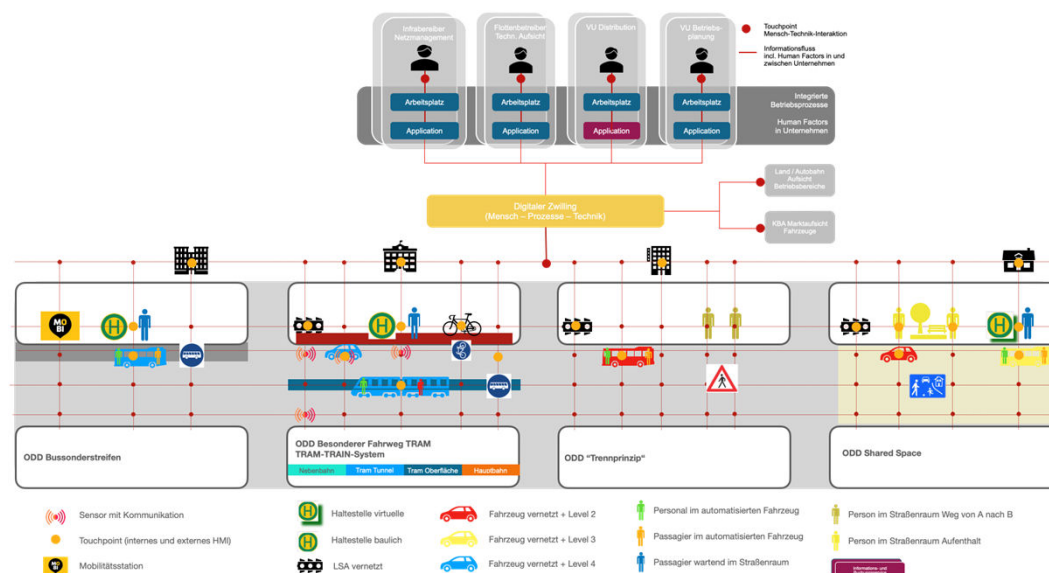 Infrabereiber
Netzmanagement
Flottenbetreiber
Techn. Aufsicht
VU Distribution
VU Betriebs-
planung
Touchpoint
Mensch-Technik-Interaktion
Informationsfluss
incl. Human Factors in und
zwischen Unternehmen
Arbeitsplatz
Arbeitsplatz
Arbeitsplatz
Arbeitsplatz
Integrierte
Betriebsprozesse
Application
Application
Application
Application
Human Factors
in Unternehmen
Digitaler Zwilling
(Mensch – Prozesse – Technik)
Land / Autobahn
Aufsicht
Betriebsbereiche
KBA Marktaufsicht
Fahrzeuge
MO
BI
H
H
H
ODD Bussonderstreifen
ODD Besonderer Fahrweg TRAM
TRAM-TRAIN-System
Nebenbahn
Tram Tunnel
Tram Oberfläche
Hauptbahn
ODD "Trennprinzip"
ODD Shared Space
Sensor mit Kommunikation
H
Haltestelle virtuelle
Fahrzeug vernetzt + Level 2
Personal im automatisierten Fahrzeug
Person im Straßenraum Weg von A nach B
Touchpoint (internes und externes HMI)
H
Haltestelle baulich
Fahrzeug vernetzt + Level 3
Passagier im automatisierten Fahrzeug
Person im Straßenraum Aufenthalt
MO
BI
Mobilitätsstation
LSA vernetzt
Fahrzeug vernetzt + Level 4
Passagier wartend im Straßenraum
Informations- und